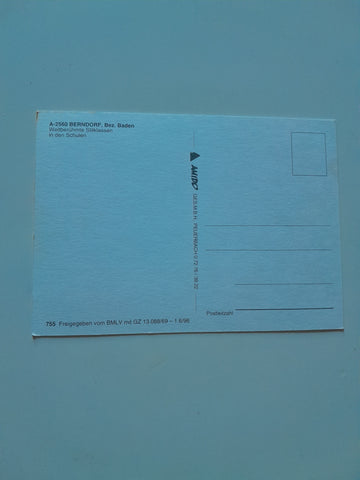 A-2560 BERNDORF, Bez. Baden
Weltberühmte Stilklassen
in den Schulen
Postleitzahl
755 Freigegeben vom BMLV mit GZ 13.088/69 – 1.6/96